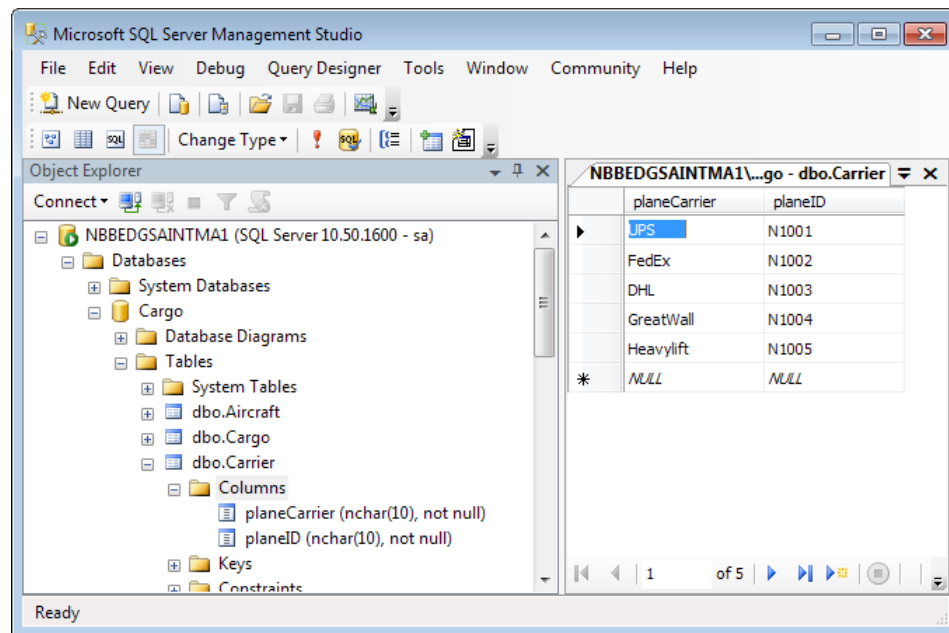 Microsoft SQL Server Management Studio
File Edit View Debug Query Designer Tools Window Community Help
New Query
SQL Change Type SQL
Object Explorer
Connect
NBBEDGSAINTMA1 (SQL Server 10.50.1600 - sa)
Databases
System Databases
Cargo
Database Diagrams
Tables
System Tables
dbo.Aircraft
dbo.Cargo
dbo.Carrier
Columns
planeCarrier (nchar(10), not null)
planeID (nchar(10), not null)
Keys
Constraints
NBBEDGSAINTMA1\...go - dbo.Carrier
planeCarrier planeID
UPS N1001
FedEx N1002
DHL N1003
GreatWall N1004
Heavylift N1005
NULL NULL
1 of 5
Ready